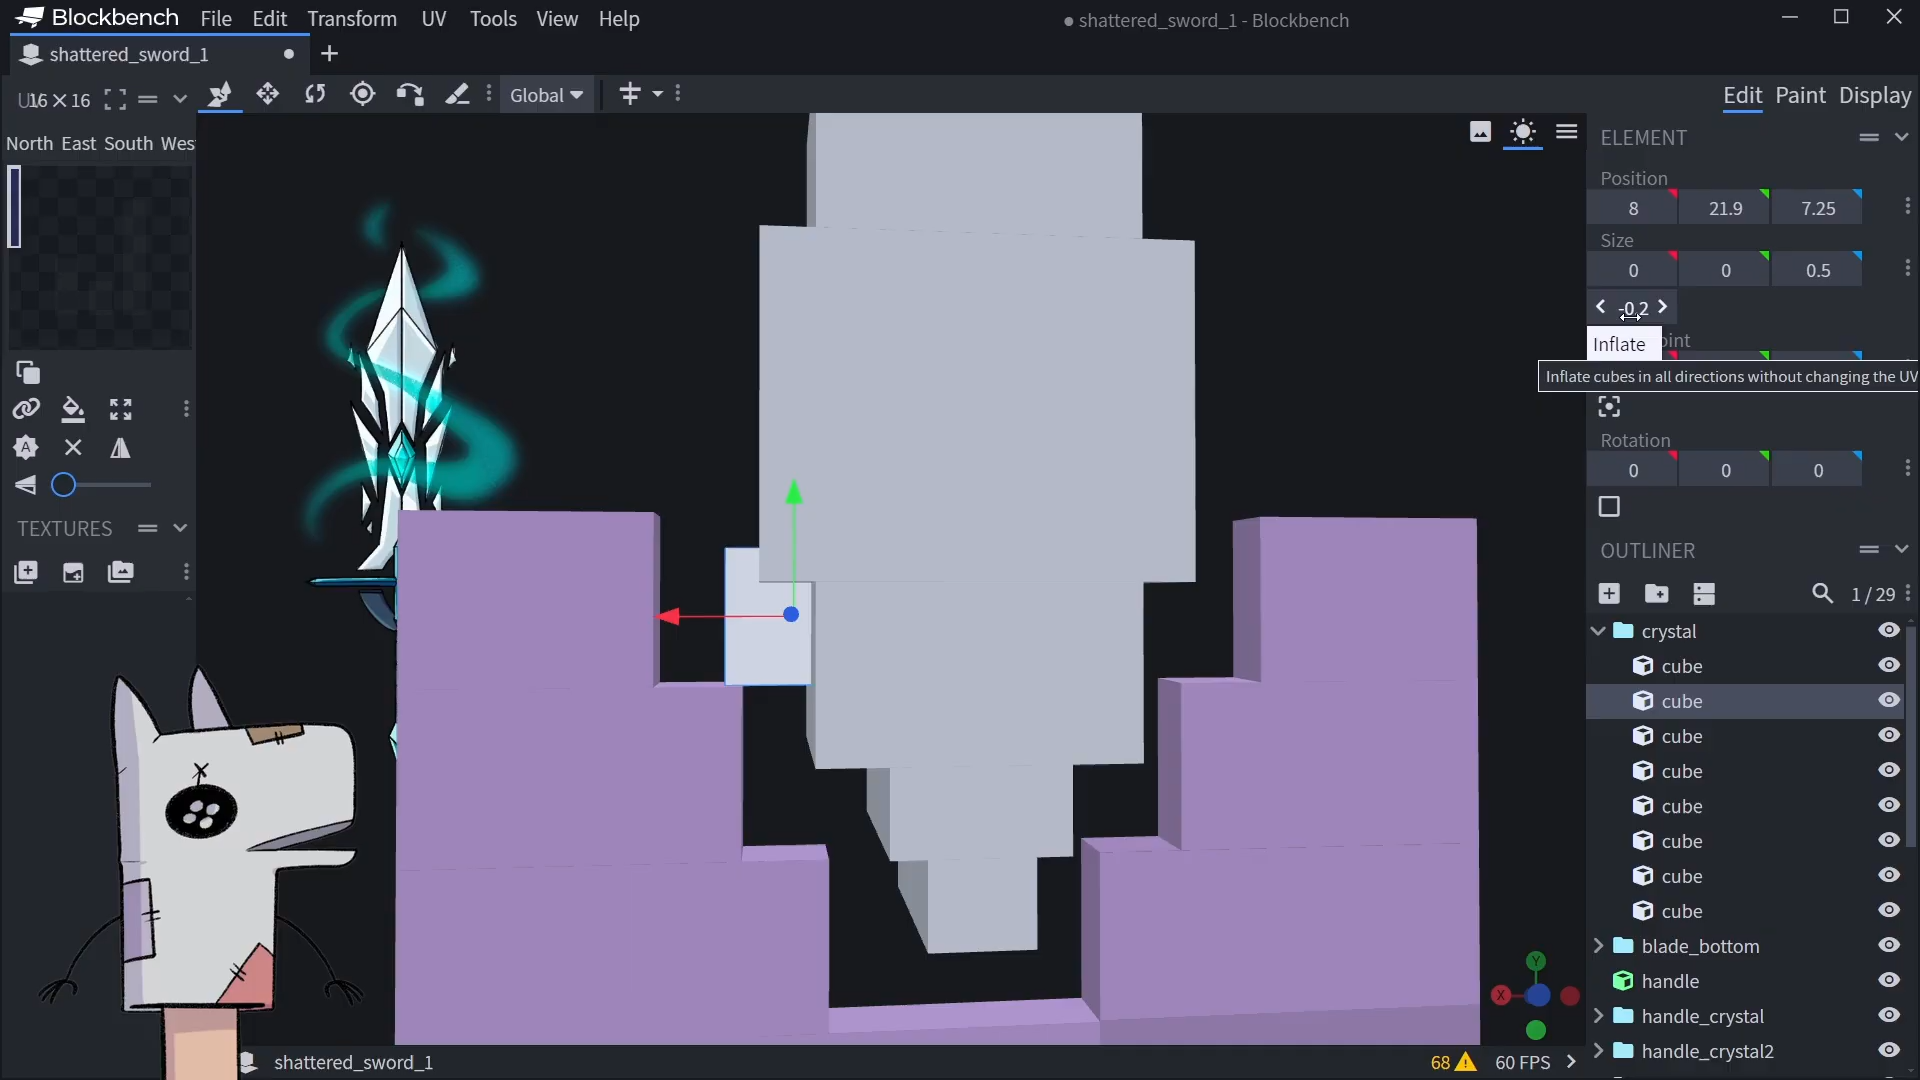 Blockbench File Edit Transform UV Tools View Help
shattered_sword_1 - Blockbench
shattered_sword_1
16 × 16
Global
Edit Paint Display
North East South Wes
ELEMENT
Position
8 21.9 7.25
Size
0 0 0.5
-0.2
Inflate
oint
Inflate cubes in all directions without changing the UV
Rotation
0 0 0
TEXTURES
OUTLINER
1 / 29
crystal
cube
cube
cube
cube
cube
cube
cube
cube
blade_bottom
handle
handle_crystal
handle_crystal2
X
Y
shattered_sword_1
68
60 FPS